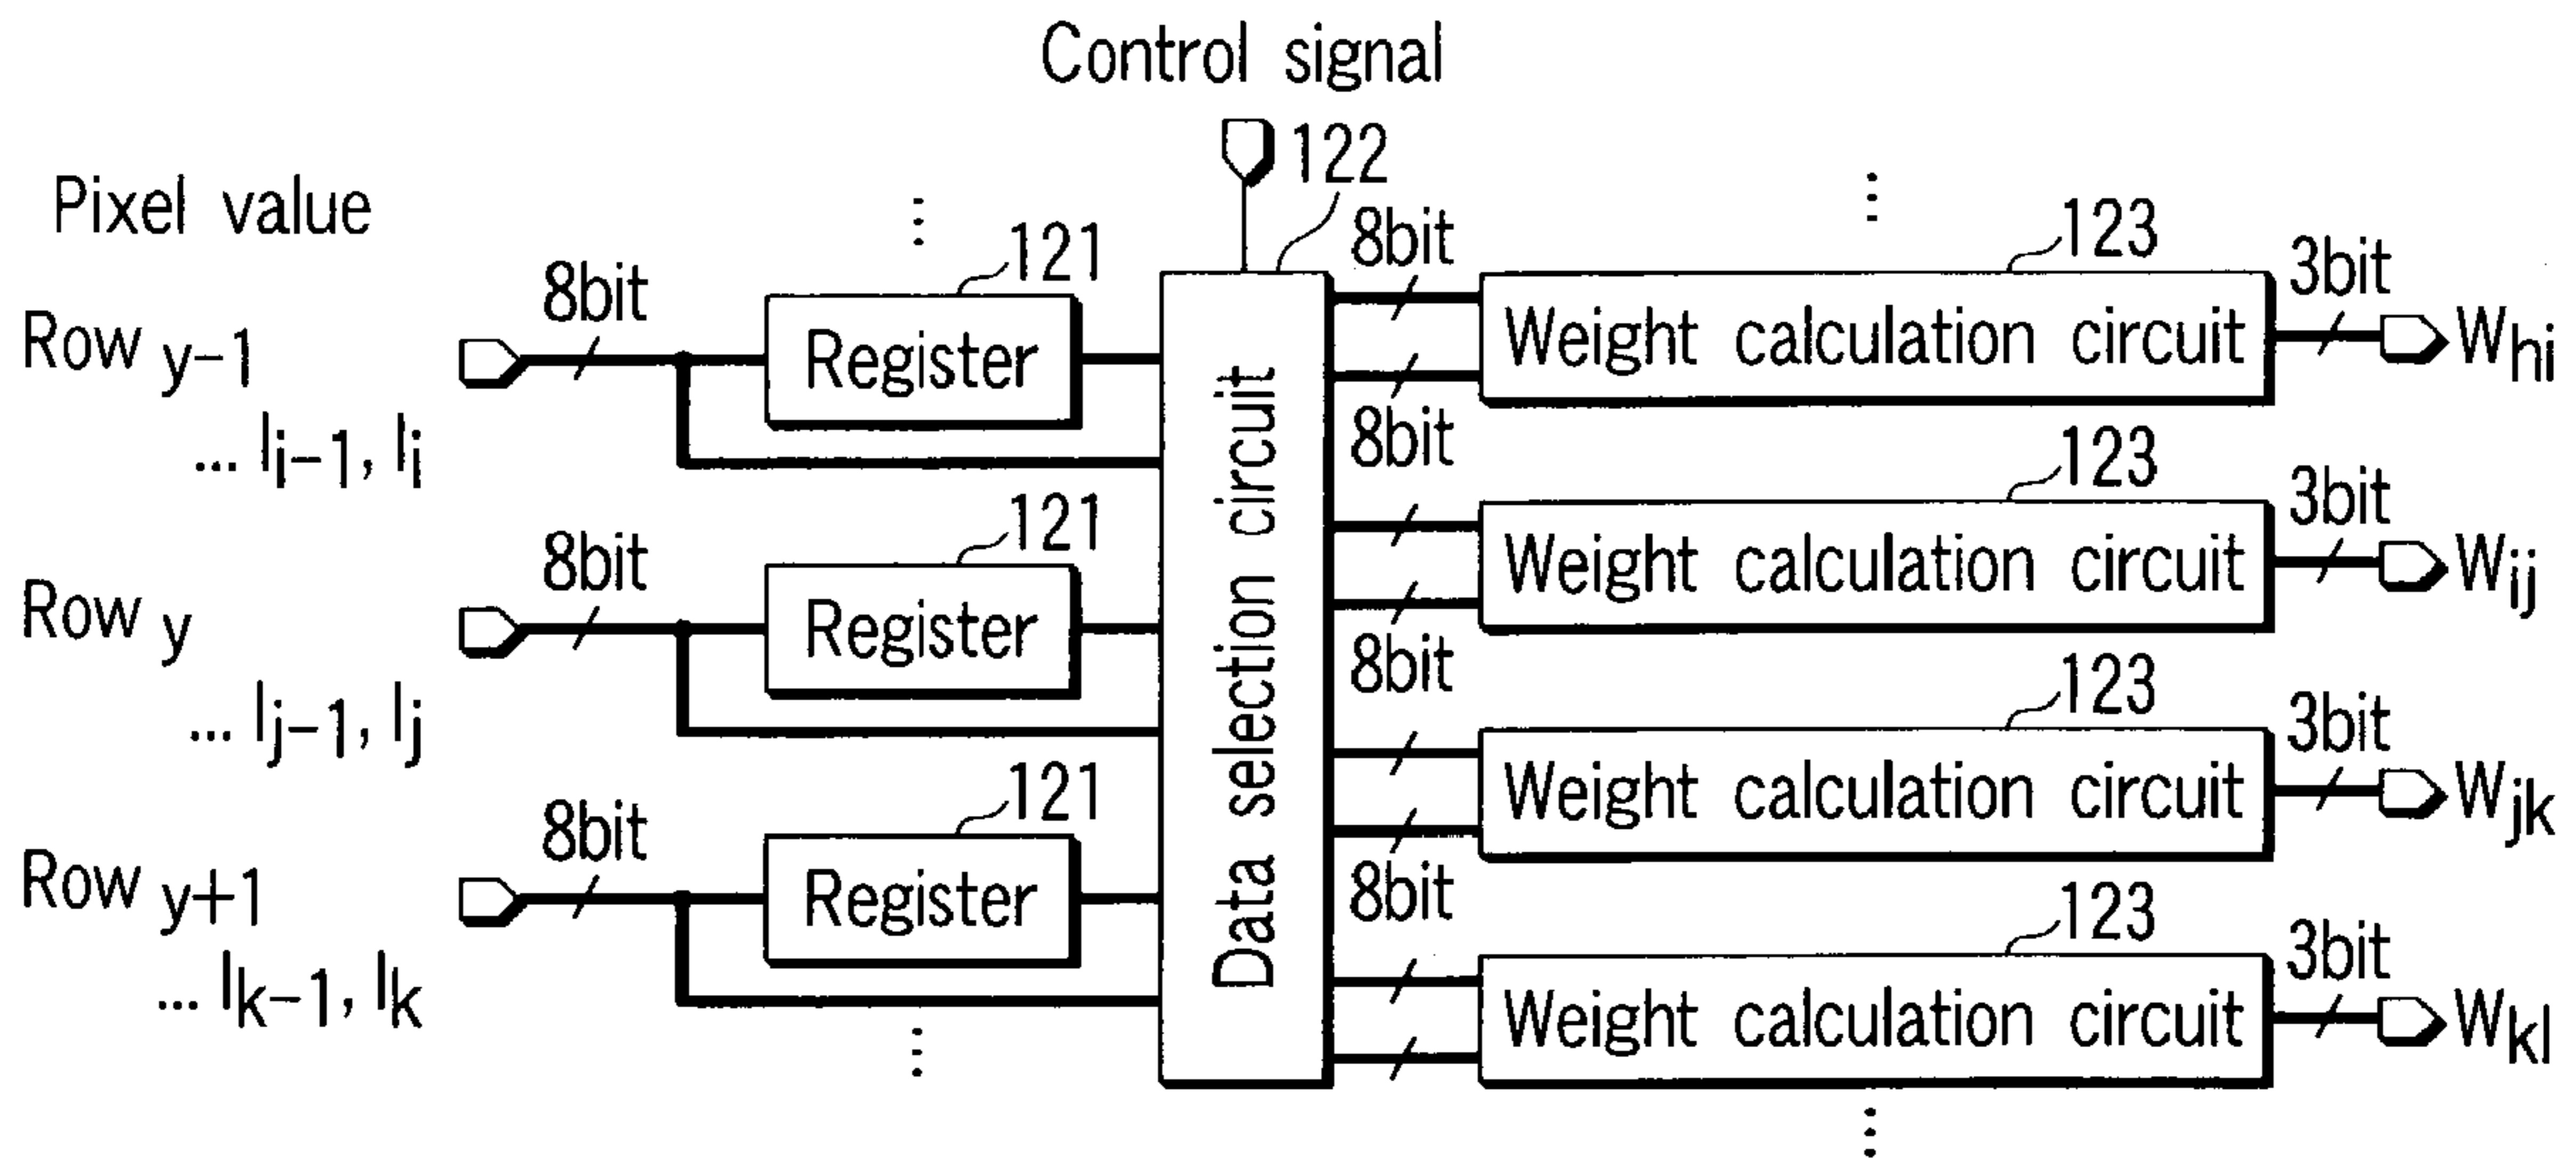 Control signal
122
Pixel value
⋮
121
8bit
8bit
⋮
123
3bit
Row y-1
Register
Weight calculation circuit
W_hi
... I_i-1, I_i
8bit
123
3bit
8bit
121
Row y
Register
Data selection circuit
Weight calculation circuit
W_ij
8bit
... I_j-1, I_j
123
3bit
8bit
121
Weight calculation circuit
W_jk
Row y+1
Register
8bit
123
3bit
... I_k-1, I_k
Weight calculation circuit
W_kl
⋮
⋮